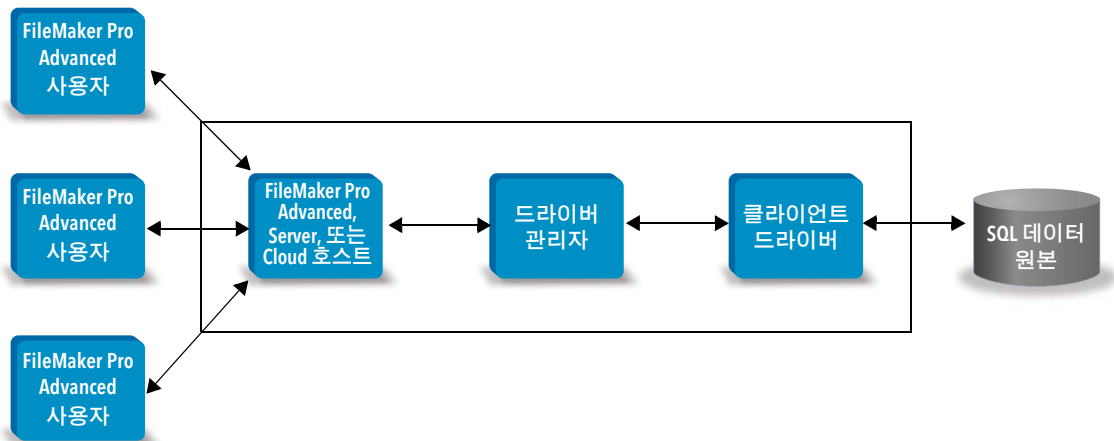 FileMaker Pro
Advanced
사용자
FileMaker Pro
Advanced
사용자
FileMaker Pro
Advanced,
Server, 또는
Cloud 호스트
드라이버
관리자
클라이언트
드라이버
SQL 데이터
원본
FileMaker Pro
Advanced
사용자